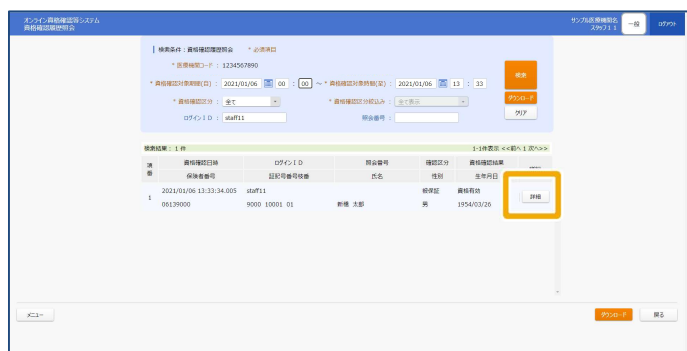 オンライン資格確認等システム
資格確認履歴照会
サンプル医療機関名
スタッフ１１
一般
ログアウト
検索条件：資格確認履歴照会 * 必須項目
* 医療機関コード ： 1234567890
* 資格確認対象期間(自) ： 2021/01/06 00 : 00 ～ * 資格確認対象時間(至) ： 2021/01/06 13 : 33
検索
* 資格確認区分 ： 全て * 資格確認区分絞込み ： 全て表示
ダウンロード
ログインＩＤ ： staff11 照会番号 ：
クリア
検索結果：1 件 1-1件表示 <<前へ 1 次へ>>
項番 資格確認日時 ログインＩＤ 照会番号 確認区分 資格確認結果
保険者番号 証記号番号枝番 氏名 性別 生年月日
1 2021/01/06 13:33:34.005 staff11 被保証 資格有効 詳細
06139000 9000 10001 01 新橋 太郎 男 1954/03/26
メニュー ダウンロード 戻る